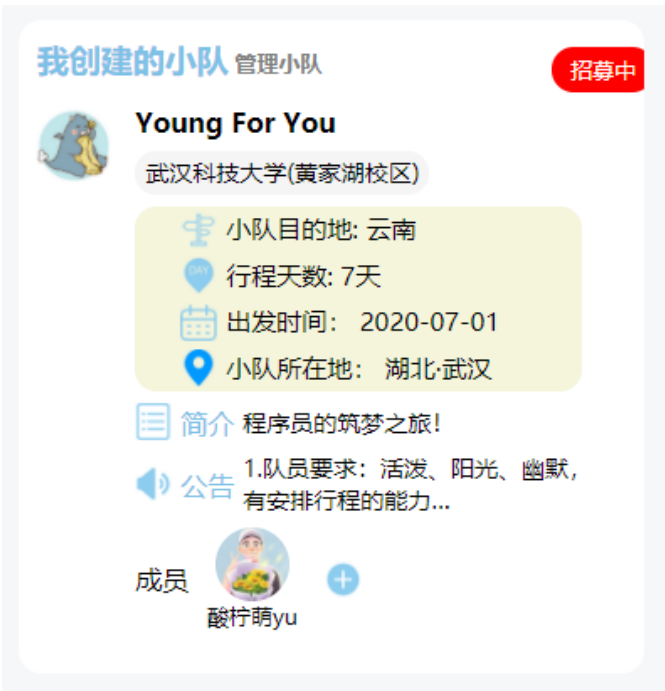 我创建的小队 管理小队
招募中
Young For You
武汉科技大学(黄家湖校区)
小队目的地: 云南
DAY
行程天数: 7天
出发时间： 2020-07-01
小队所在地： 湖北·武汉
简介 程序员的筑梦之旅!
公告 1.队员要求：活泼、阳光、幽默，
有安排行程的能力...
成员
酸柠萌yu